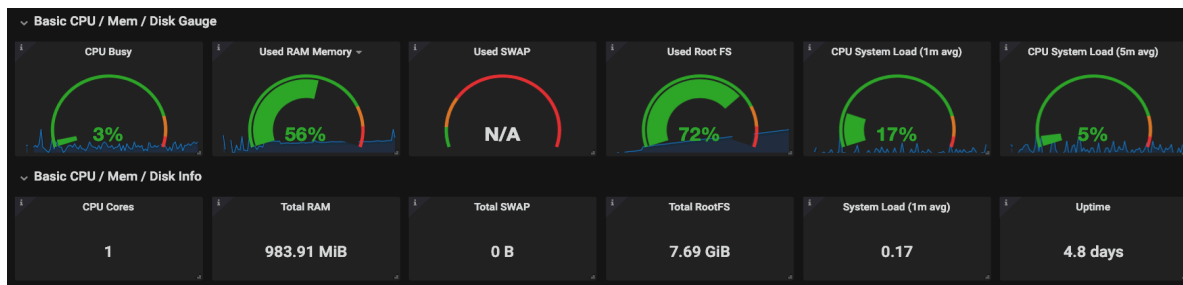 Basic CPU / Mem / Disk Gauge
CPU Busy
Used RAM Memory
Used SWAP
Used Root FS
CPU System Load (1m avg)
CPU System Load (5m avg)
3%
56%
N/A
72%
17%
5%
Basic CPU / Mem / Disk Info
CPU Cores
Total RAM
Total SWAP
Total RootFS
System Load (1m avg)
Uptime
1
983.91 MiB
0 B
7.69 GiB
0.17
4.8 days